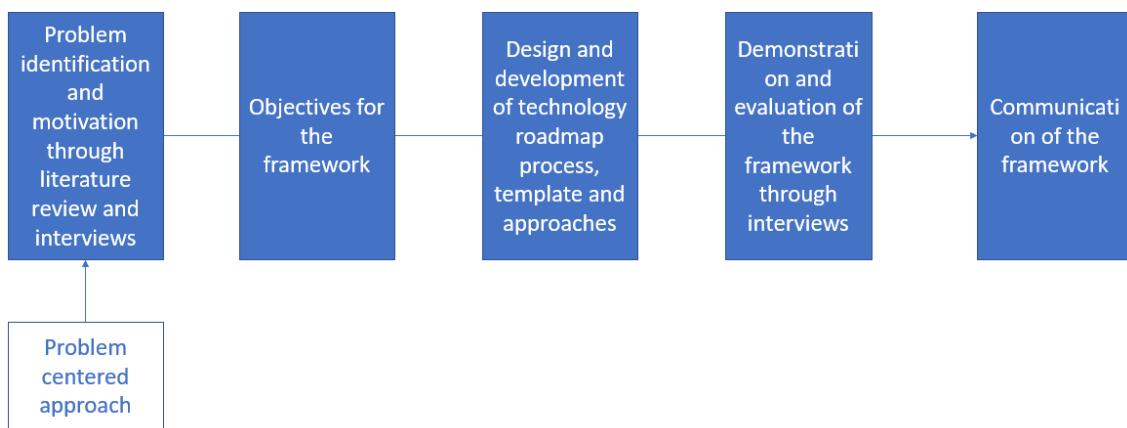 Problem
identification
and
motivation
through
literature
review and
interviews
Objectives for
the
framework
Design and
development
of technology
roadmap
process,
template and
approaches
Demonstrati
on and
evaluation of
the
framework
through
interviews
Communicati
on of the
framework
Problem
centered
approach